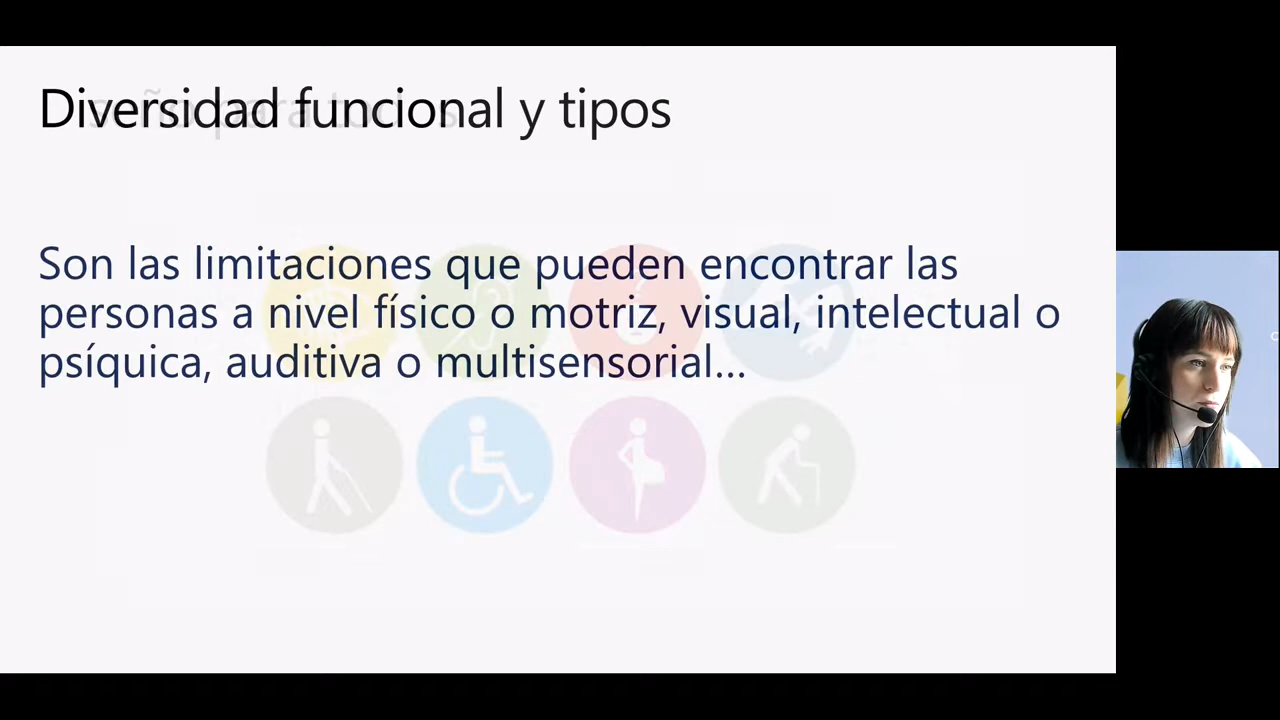 Diversidad funcional y tipos
Son las limitaciones que pueden encontrar las
personas a nivel físico o motriz, visual, intelectual o
psíquica, auditiva o multisensorial...